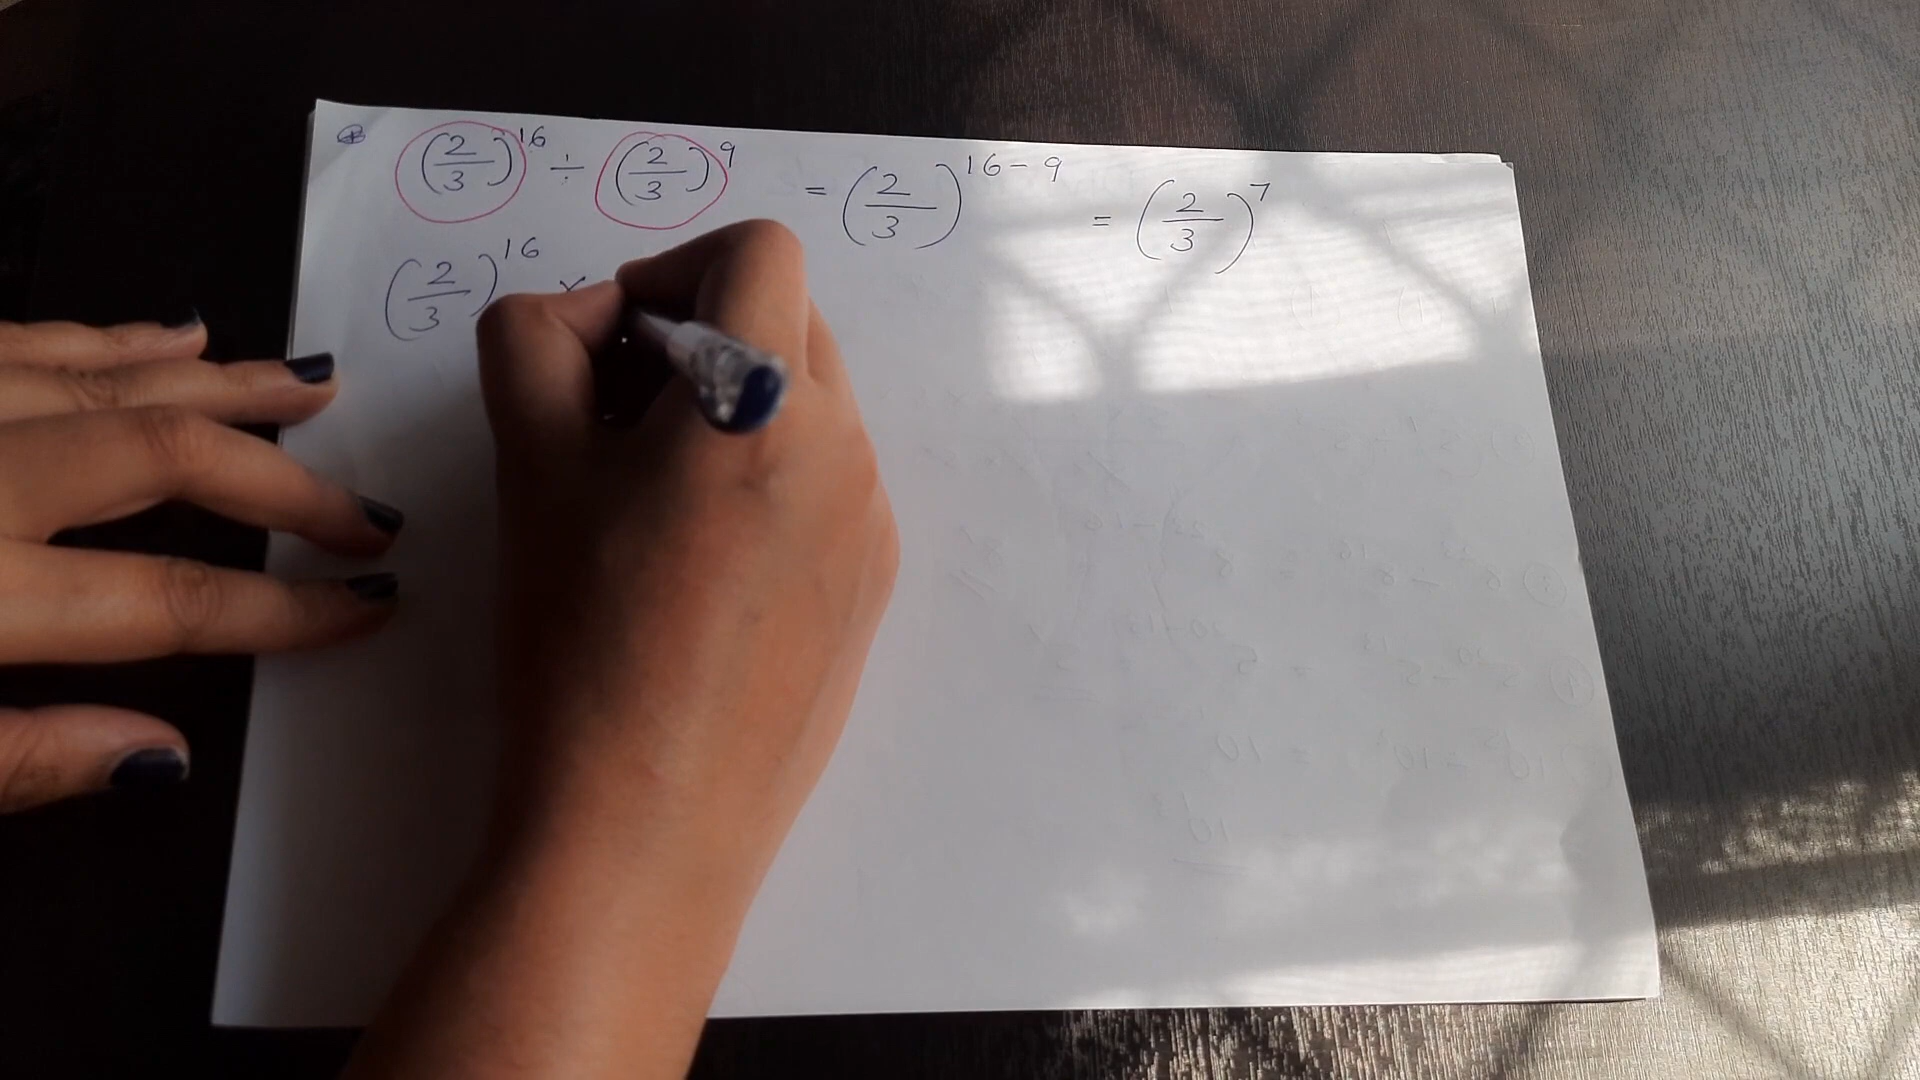 (2/3)^16 ÷ (2/3)^9 = (2/3)^16-9 = (2/3)^7
(2/3)^16 ×